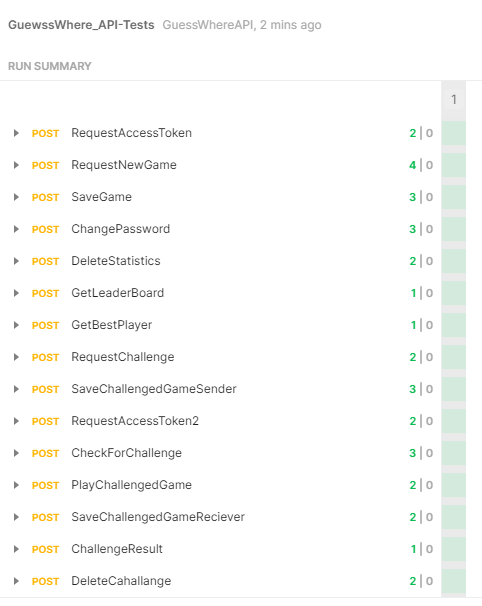 GuewssWhere_API-Tests GuessWhereAPI, 2 mins ago
RUN SUMMARY
1
POST RequestAccessToken 2 | 0
POST RequestNewGame 4 | 0
POST SaveGame 3 | 0
POST ChangePassword 3 | 0
POST DeleteStatistics 2 | 0
POST GetLeaderBoard 1 | 0
POST GetBestPlayer 1 | 0
POST RequestChallenge 2 | 0
POST SaveChallengedGameSender 3 | 0
POST RequestAccessToken2 2 | 0
POST CheckForChallenge 3 | 0
POST PlayChallengedGame 2 | 0
POST SaveChallengedGameReciever 2 | 0
POST ChallengeResult 1 | 0
POST DeleteCahallange 2 | 0